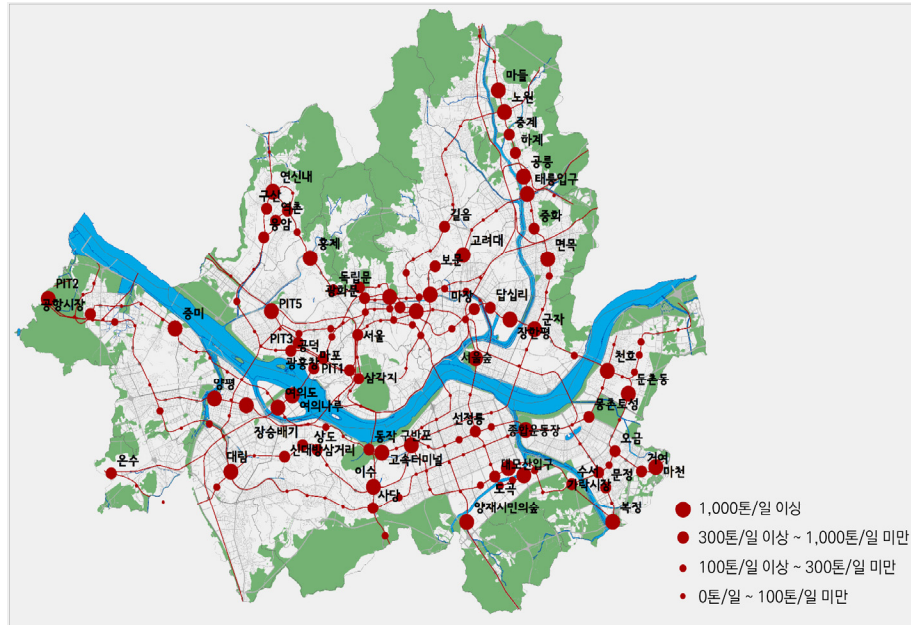 마들
노원
중계
하계
공릉
태릉입구
연신내
구산
역촌
응암
중화
길음
홍제
고려대
면목
보문
독립문
광화문
PIT2
공항시장
PIT5
마장
답십리
군자
장한평
증미
PIT3
공덕
서울
마포
광흥창
PIT1
서울숲
천호
삼각지
둔촌동
양평
여의도
여의나루
몽촌토성
선정릉
종합운동장
장승배기
상도
신대방삼거리
동작
구반포
고속터미널
오금
온수
대림
이수
대모산입구
수서
문정
거여
마천
가락시장
사당
도곡
양재시민의숲
복정
1,000톤/일 이상
300톤/일 이상 ~ 1,000톤/일 미만
100톤/일 이상 ~ 300톤/일 미만
0톤/일 ~ 100톤/일 미만